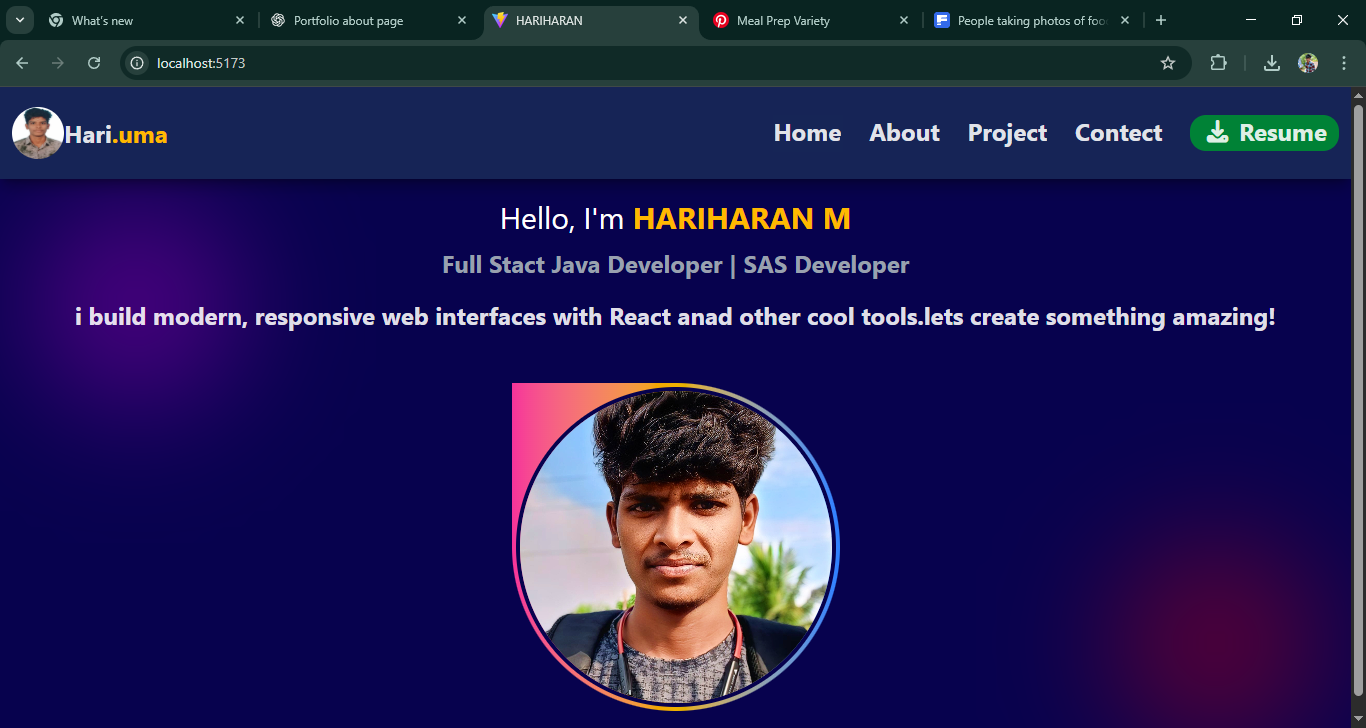 What's new
Portfolio about page
HARIHARAN
Meal Prep Variety
People taking photos of foo
localhost:5173
Hari.uma
Home
About
Project
Contect
Resume
Hello, I'm HARIHARAN M
Full Stact Java Developer | SAS Developer
i build modern, responsive web interfaces with React anad other cool tools.lets create something amazing!